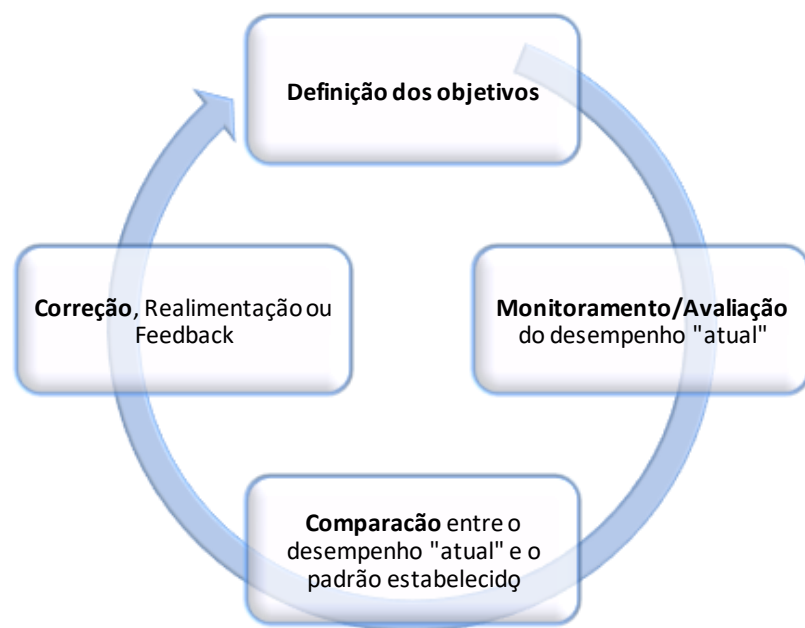 Definição dos objetivos
Monitoramento/Avaliação
do desempenho "atual"
Comparacão entre o
desempenho "atual" e o
padrão estabelecido
Correção, Realimentação ou
Feedback